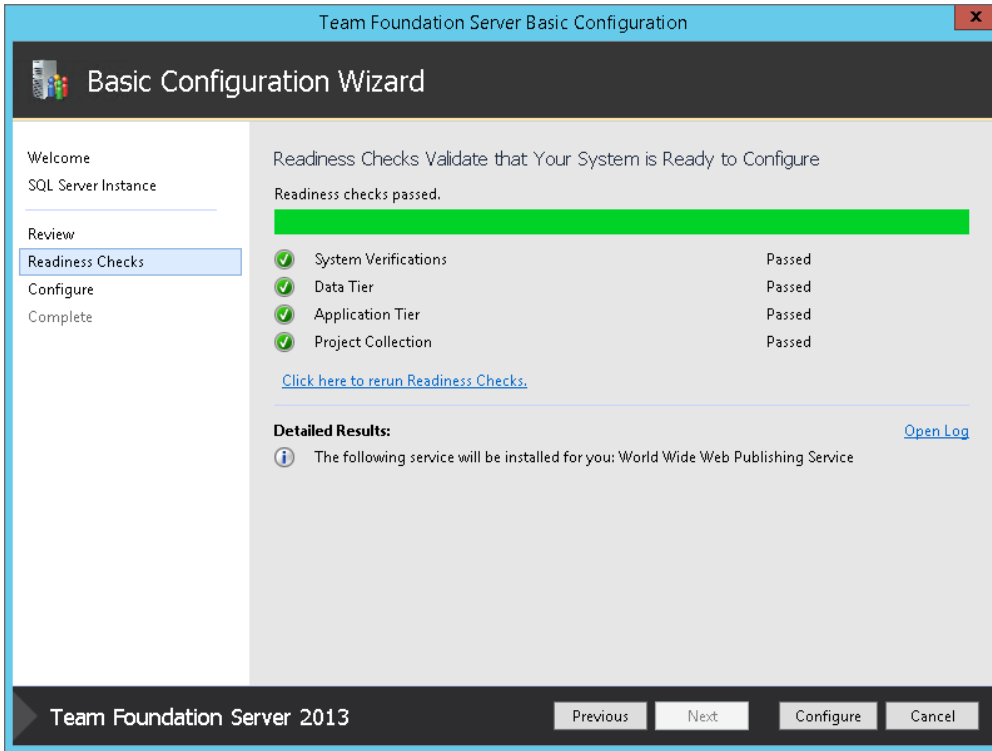 Team Foundation Server Basic Configuration
x
Basic Configuration Wizard
Welcome
SQL Server Instance
Review
Readiness Checks
Configure
Complete
Readiness Checks Validate that Your System is Ready to Configure
Readiness checks passed.
System Verifications Passed
Data Tier Passed
Application Tier Passed
Project Collection Passed
Click here to rerun Readiness Checks.
Detailed Results: Open Log
The following service will be installed for you: World Wide Web Publishing Service
Team Foundation Server 2013
Previous Next Configure Cancel